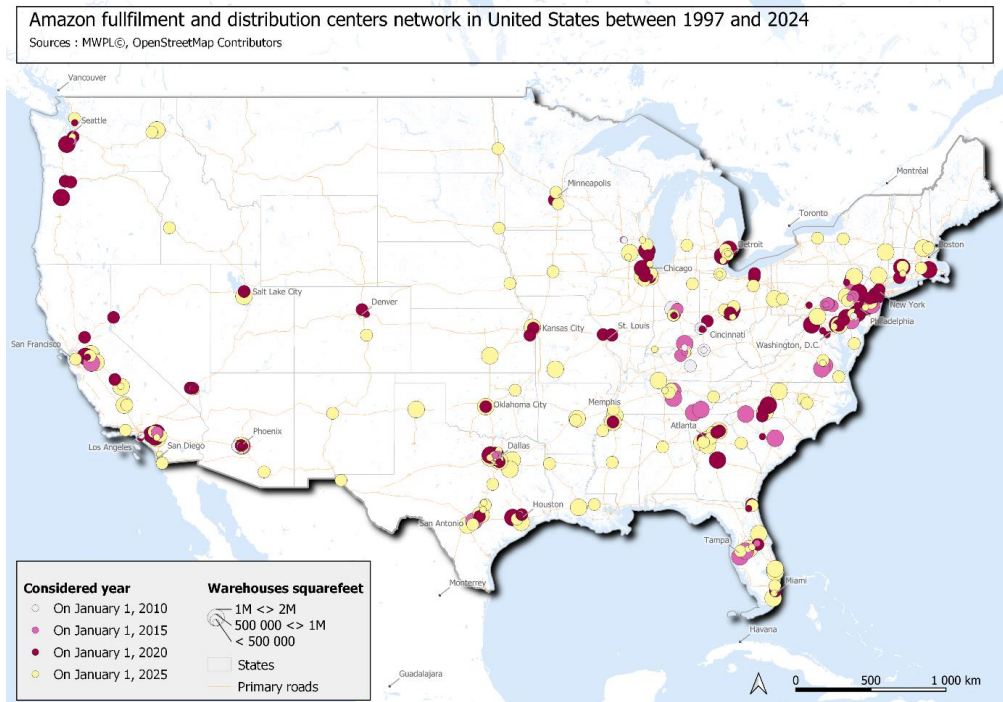 Amazon fullfilment and distribution centers network in United States between 1997 and 2024
Sources : MWPL©, OpenStreetMap Contributors
Vancouver
Seattle
Montréal
Minneapolis
Toronto
Boston
Detroit
Chicago
Salt Lake City
Denver
New York
Philadelphia
Kansas City
St. Louis
Cincinnati
Washington, D.C.
San Francisco
Oklahoma City
Memphis
Atlanta
Phoenix
Los Angeles
San Diego
Dallas
Houston
San Antonio
Tampa
Miami
Monterrey
Havana
Guadalajara
Considered year
On January 1, 2010
On January 1, 2015
On January 1, 2020
On January 1, 2025
Warehouses squarefeet
1M <> 2M
500 000 <> 1M
< 500 000
States
Primary roads
0 500 1 000 km